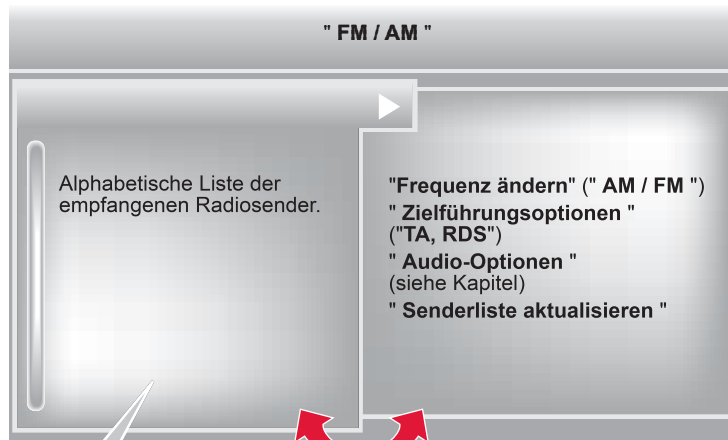 " FM / AM "
Alphabetische Liste der
empfangenen Radiosender.
"Frequenz ändern" (" AM / FM ")
" Zielführungsoptionen "
("TA, RDS")
" Audio-Optionen "
(siehe Kapitel)
" Senderliste aktualisieren "